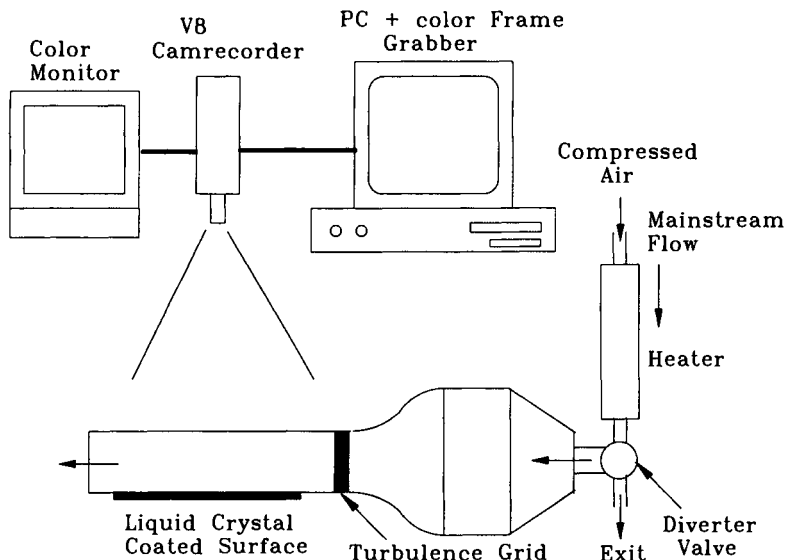 V8
Camrecorder
PC + color Frame
Grabber
Color
Monitor
Compressed
Air
Mainstream
Flow
Heater
Liquid Crystal
Coated Surface
Turbulence Grid
Exit
Diverter
Valve